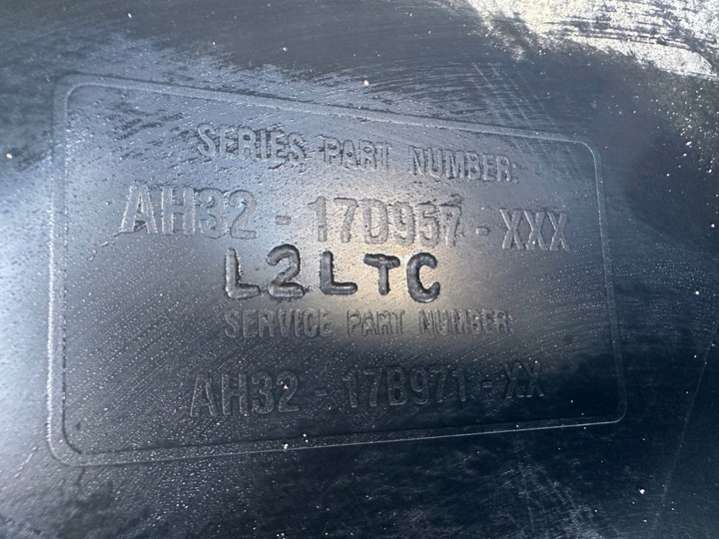 SERIES PART NUMBER:
AH32-17D957-XXX
L2LTC
SERVICE PART NUMBER:
AH32-17B971-XX